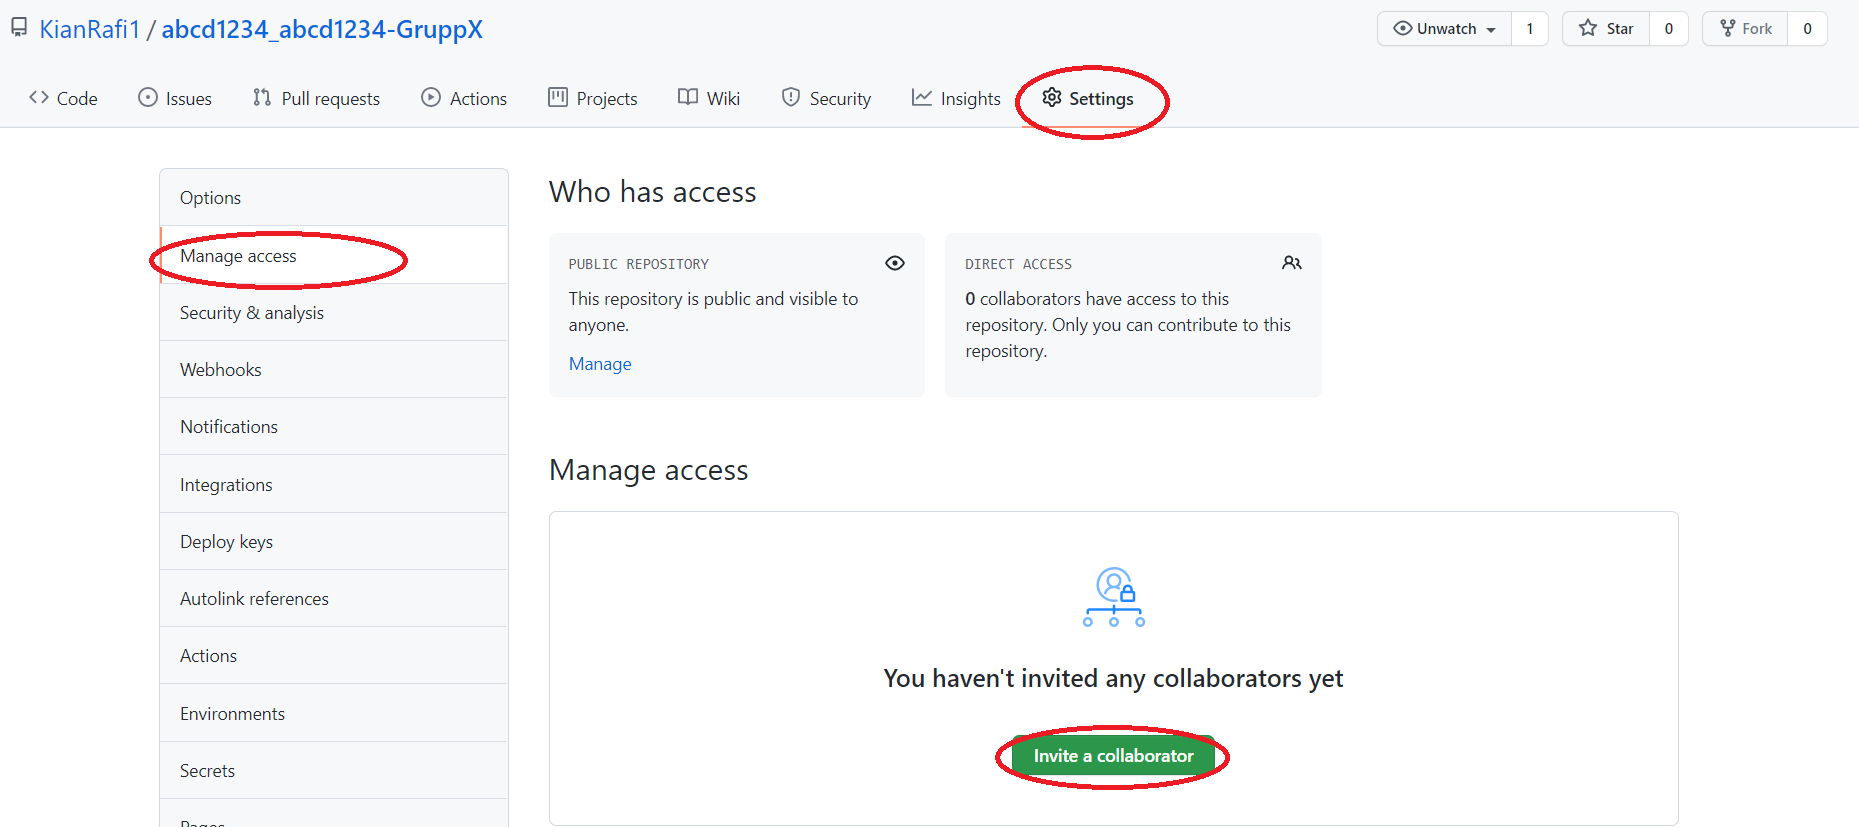 KianRafi1 / abcd1234_abcd1234-GruppX
Unwatch 1 Star 0 Fork 0
Code Issues Pull requests Actions Projects Wiki Security Insights Settings
Options
Manage access
Security & analysis
Webhooks
Notifications
Integrations
Deploy keys
Autolink references
Actions
Environments
Secrets
Pages
Who has access
PUBLIC REPOSITORY
This repository is public and visible to
anyone.
Manage
DIRECT ACCESS
0 collaborators have access to this
repository. Only you can contribute to this
repository.
Manage access
You haven't invited any collaborators yet
Invite a collaborator